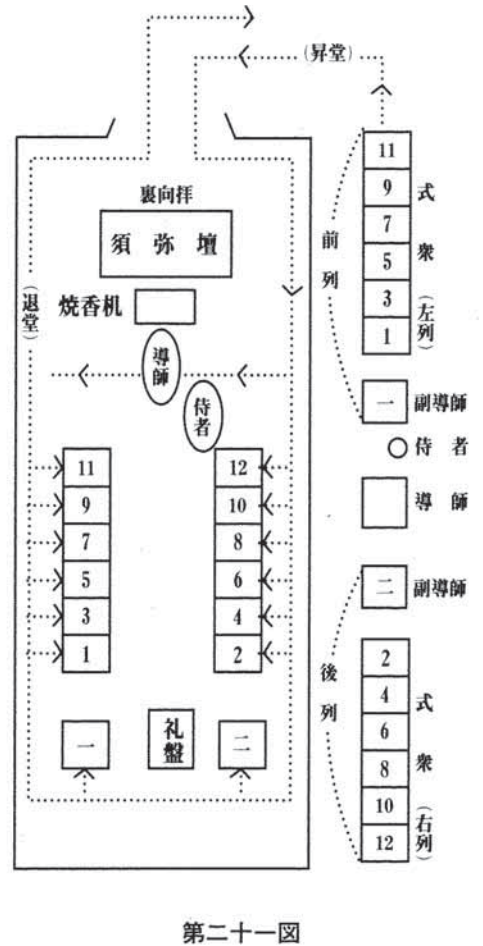 (昇堂)
裏向拝
須弥壇
焼香机
導師
侍者
(退堂)
11 12
9 10
7 8
5 6
3 4
1 2
一 礼盤 二
前列
11
9
7
5
3
1
式衆(左列)
一 副導師
侍者
導師
二 副導師
後列
2
4
6
8
10
12
式衆(右列)
第二十一図